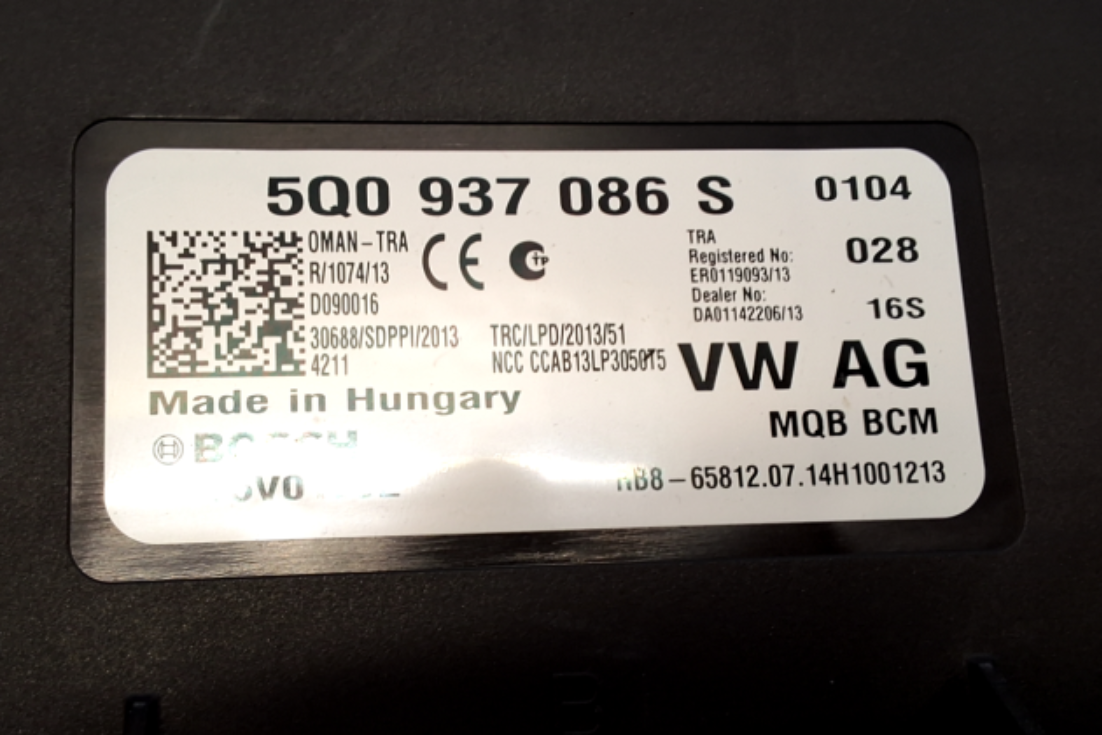 5Q0 937 086 S 0104
OMAN-TRA
R/1074/13
D090016
30688/SDPPI/2013
4211
CE
TP
TRC/LPD/2013/51
NCC CCAB13LP3050T5
TRA
Registered No:
ER0119093/13
Dealer No:
DA01142206/13
028
16S
VW AG
MQB BCM
Made in Hungary
65812.07.14H1001213